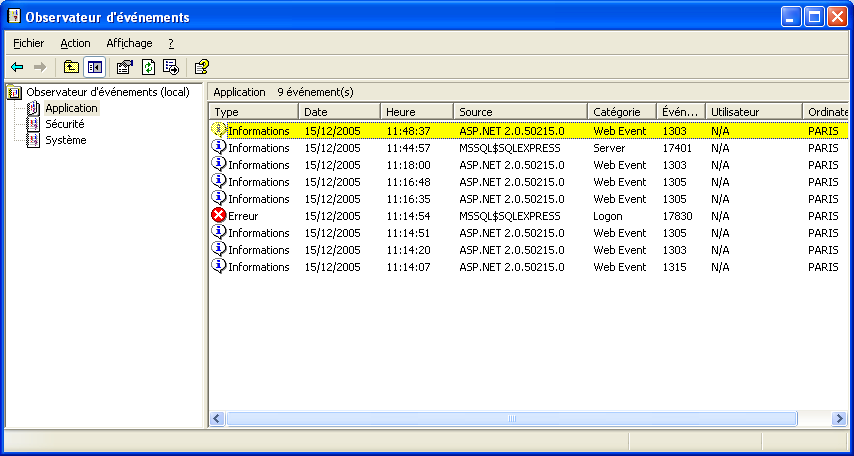 Observateur d'événements
Fichier Action Affichage ?
Observateur d'événements (local)
Application
Sécurité
Système
Application 9 événement(s)
Type Date Heure Source Catégorie Évén... Utilisateur Ordinate
Informations 15/12/2005 11:48:37 ASP.NET 2.0.50215.0 Web Event 1303 N/A PARIS
Informations 15/12/2005 11:44:57 MSSQL$SQLEXPRESS Server 17401 N/A PARIS
Informations 15/12/2005 11:18:00 ASP.NET 2.0.50215.0 Web Event 1303 N/A PARIS
Informations 15/12/2005 11:16:48 ASP.NET 2.0.50215.0 Web Event 1305 N/A PARIS
Informations 15/12/2005 11:16:35 ASP.NET 2.0.50215.0 Web Event 1305 N/A PARIS
Erreur 15/12/2005 11:14:54 MSSQL$SQLEXPRESS Logon 17830 N/A PARIS
Informations 15/12/2005 11:14:51 ASP.NET 2.0.50215.0 Web Event 1305 N/A PARIS
Informations 15/12/2005 11:14:20 ASP.NET 2.0.50215.0 Web Event 1303 N/A PARIS
Informations 15/12/2005 11:14:07 ASP.NET 2.0.50215.0 Web Event 1315 N/A PARIS